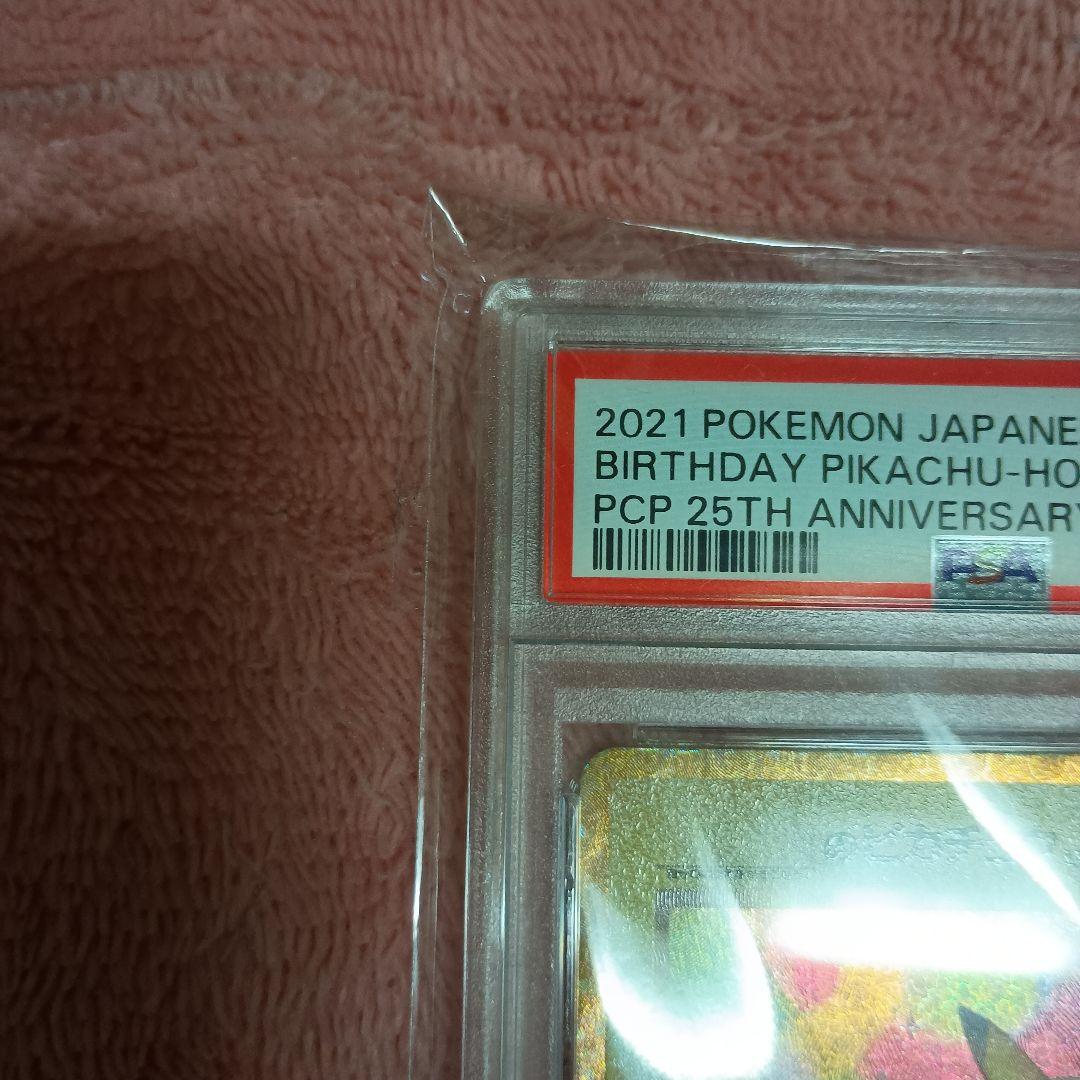 2021 POKEMON JAPANE
BIRTHDAY PIKACHU-HO
PCP 25TH ANNIVERSARY